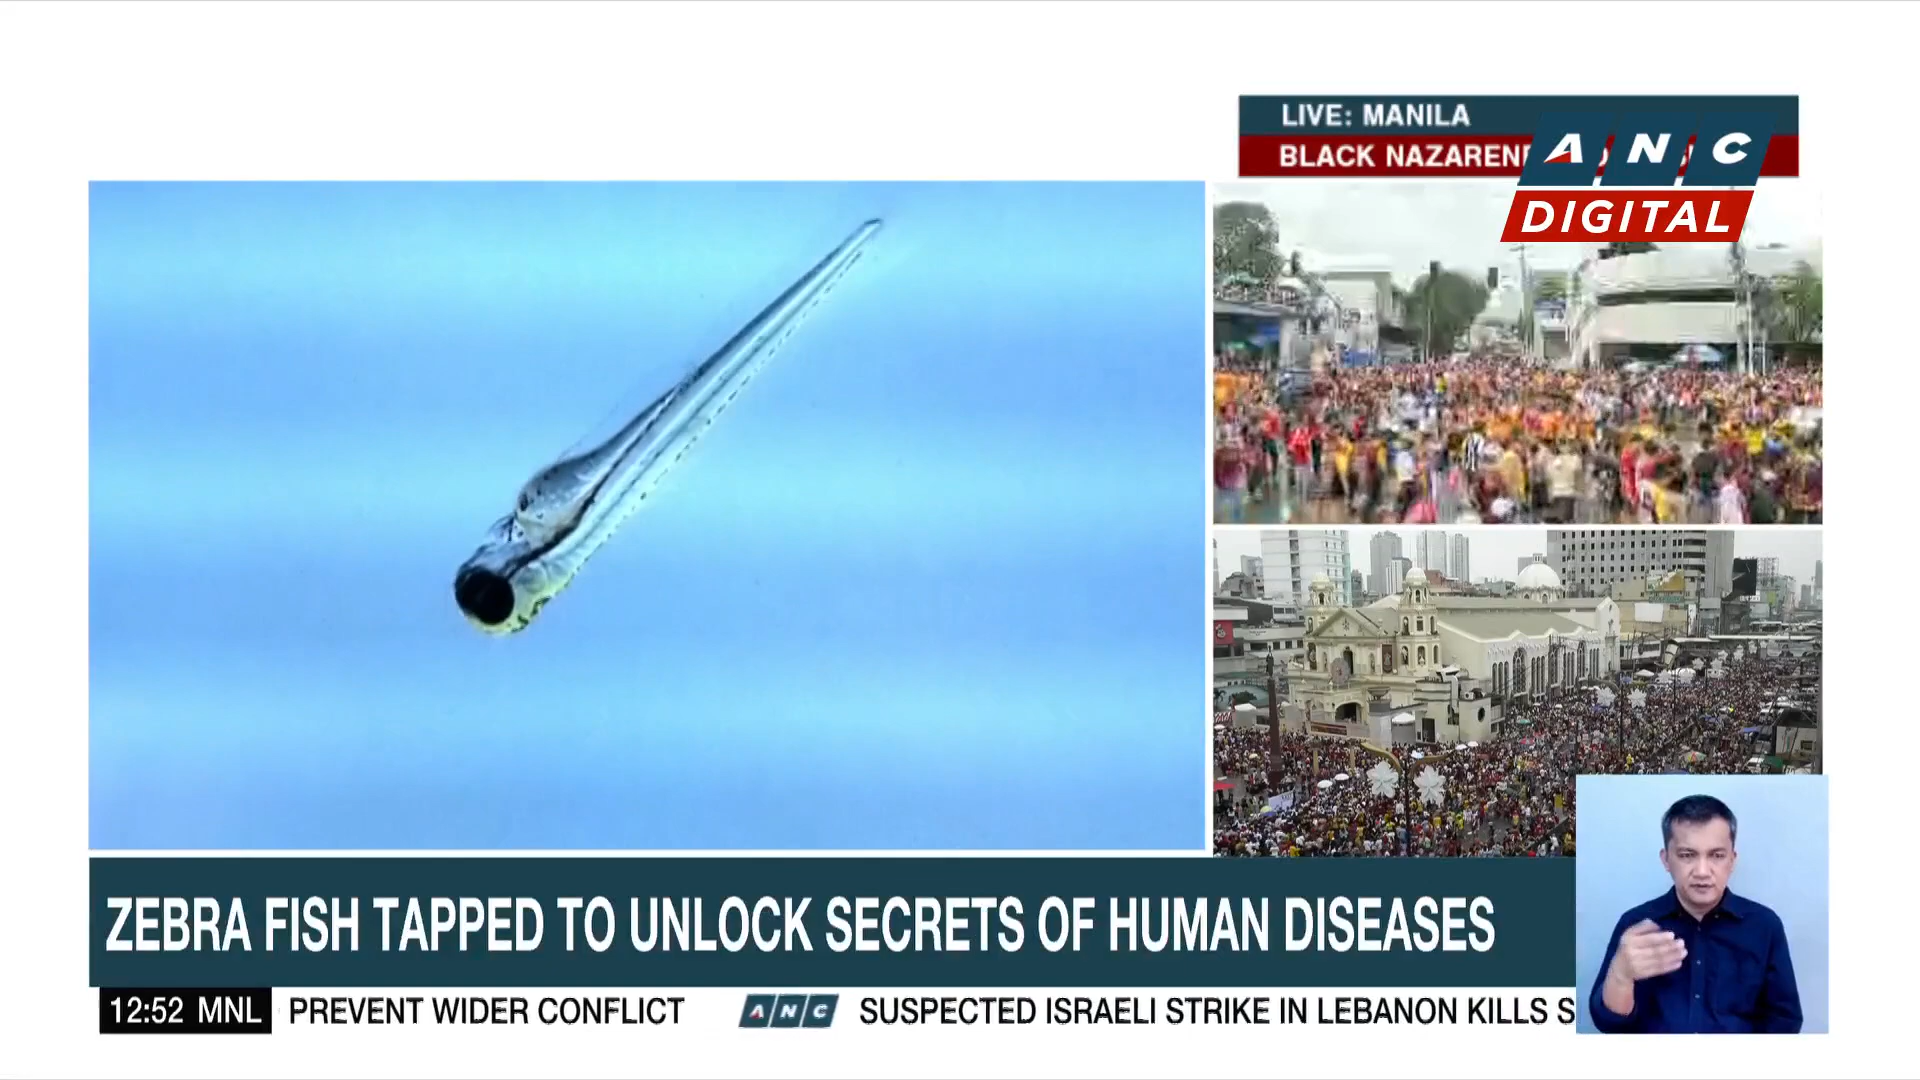 LIVE: MANILA
BLACK NAZARENE
ANC
DIGITAL
ZEBRA FISH TAPPED TO UNLOCK SECRETS OF HUMAN DISEASES
12:52 MNL PREVENT WIDER CONFLICT ANC SUSPECTED ISRAELI STRIKE IN LEBANON KILLS S